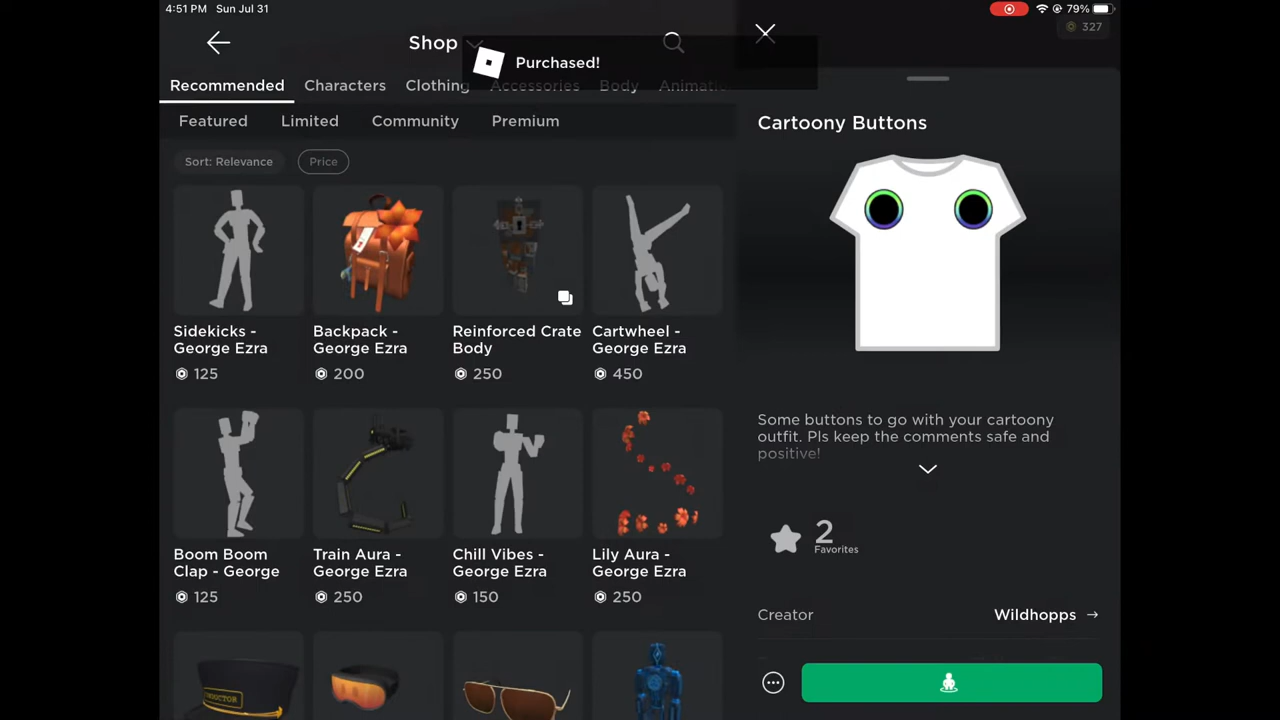 4:51 PM Sun Jul 31
79%
Shop
Purchased!
327
Recommended Characters Clothing Accessories Body Animatic
Featured Limited Community Premium
Sort: Relevance Price
Sidekicks -
George Ezra
125
Backpack -
George Ezra
200
Reinforced Crate
Body
250
Cartwheel -
George Ezra
450
Boom Boom
Clap - George
125
Train Aura -
George Ezra
250
Chill Vibes -
George Ezra
150
Lily Aura -
George Ezra
250
Cartoony Buttons
Some buttons to go with your cartoony
outfit. Pls keep the comments safe and
positive!
2
Favorites
Creator Wildhopps →